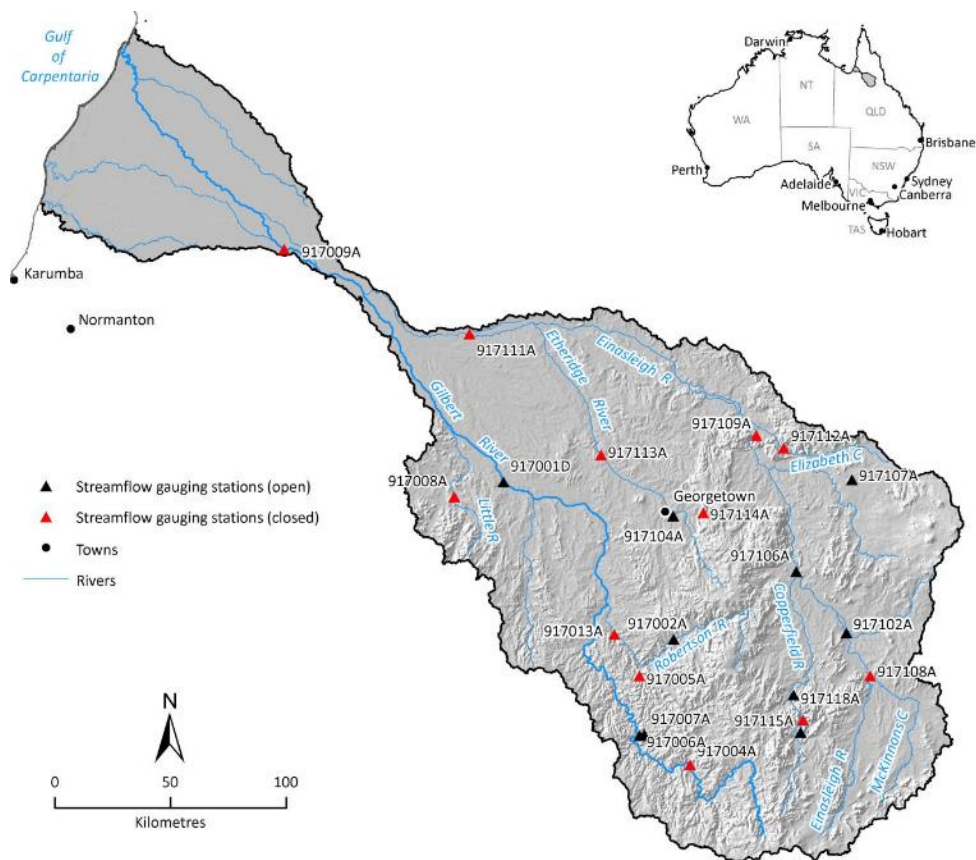 Gulf
of
Carpentaria
Darwin
NT
QLD
WA
SA
Brisbane
NSW
Perth
Adelaide
Sydney
VIC
Canberra
Melbourne
TAS
Hobart
917009A
Karumba
Normanton
917111A
Etheridge
River
Einasleigh R
Gilbert
River
917109A
917112A
Elizabeth C
917113A
917001D
917107A
917008A
Little R
Georgetown
917114A
917104A
917106A
Streamflow gauging stations (open)
Streamflow gauging stations (closed)
Towns
Rivers
Copperfield R
917002A
917013A
917102A
Robertson R
917005A
917108A
917118A
917007A
917115A
917006A
917004A
Einasleigh R
McKinnons C
N
0 50 100
Kilometres